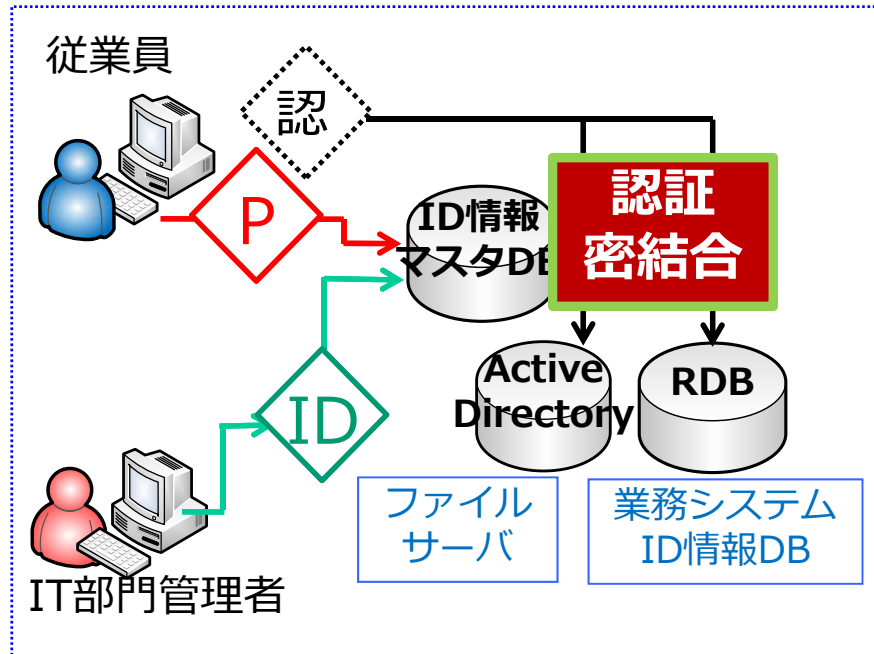 従業員
認
P
ID情報
マスタDB
認証
密結合
ID
Active
Directory
RDB
ファイル
サーバ
業務システム
ID情報DB
IT部門管理者